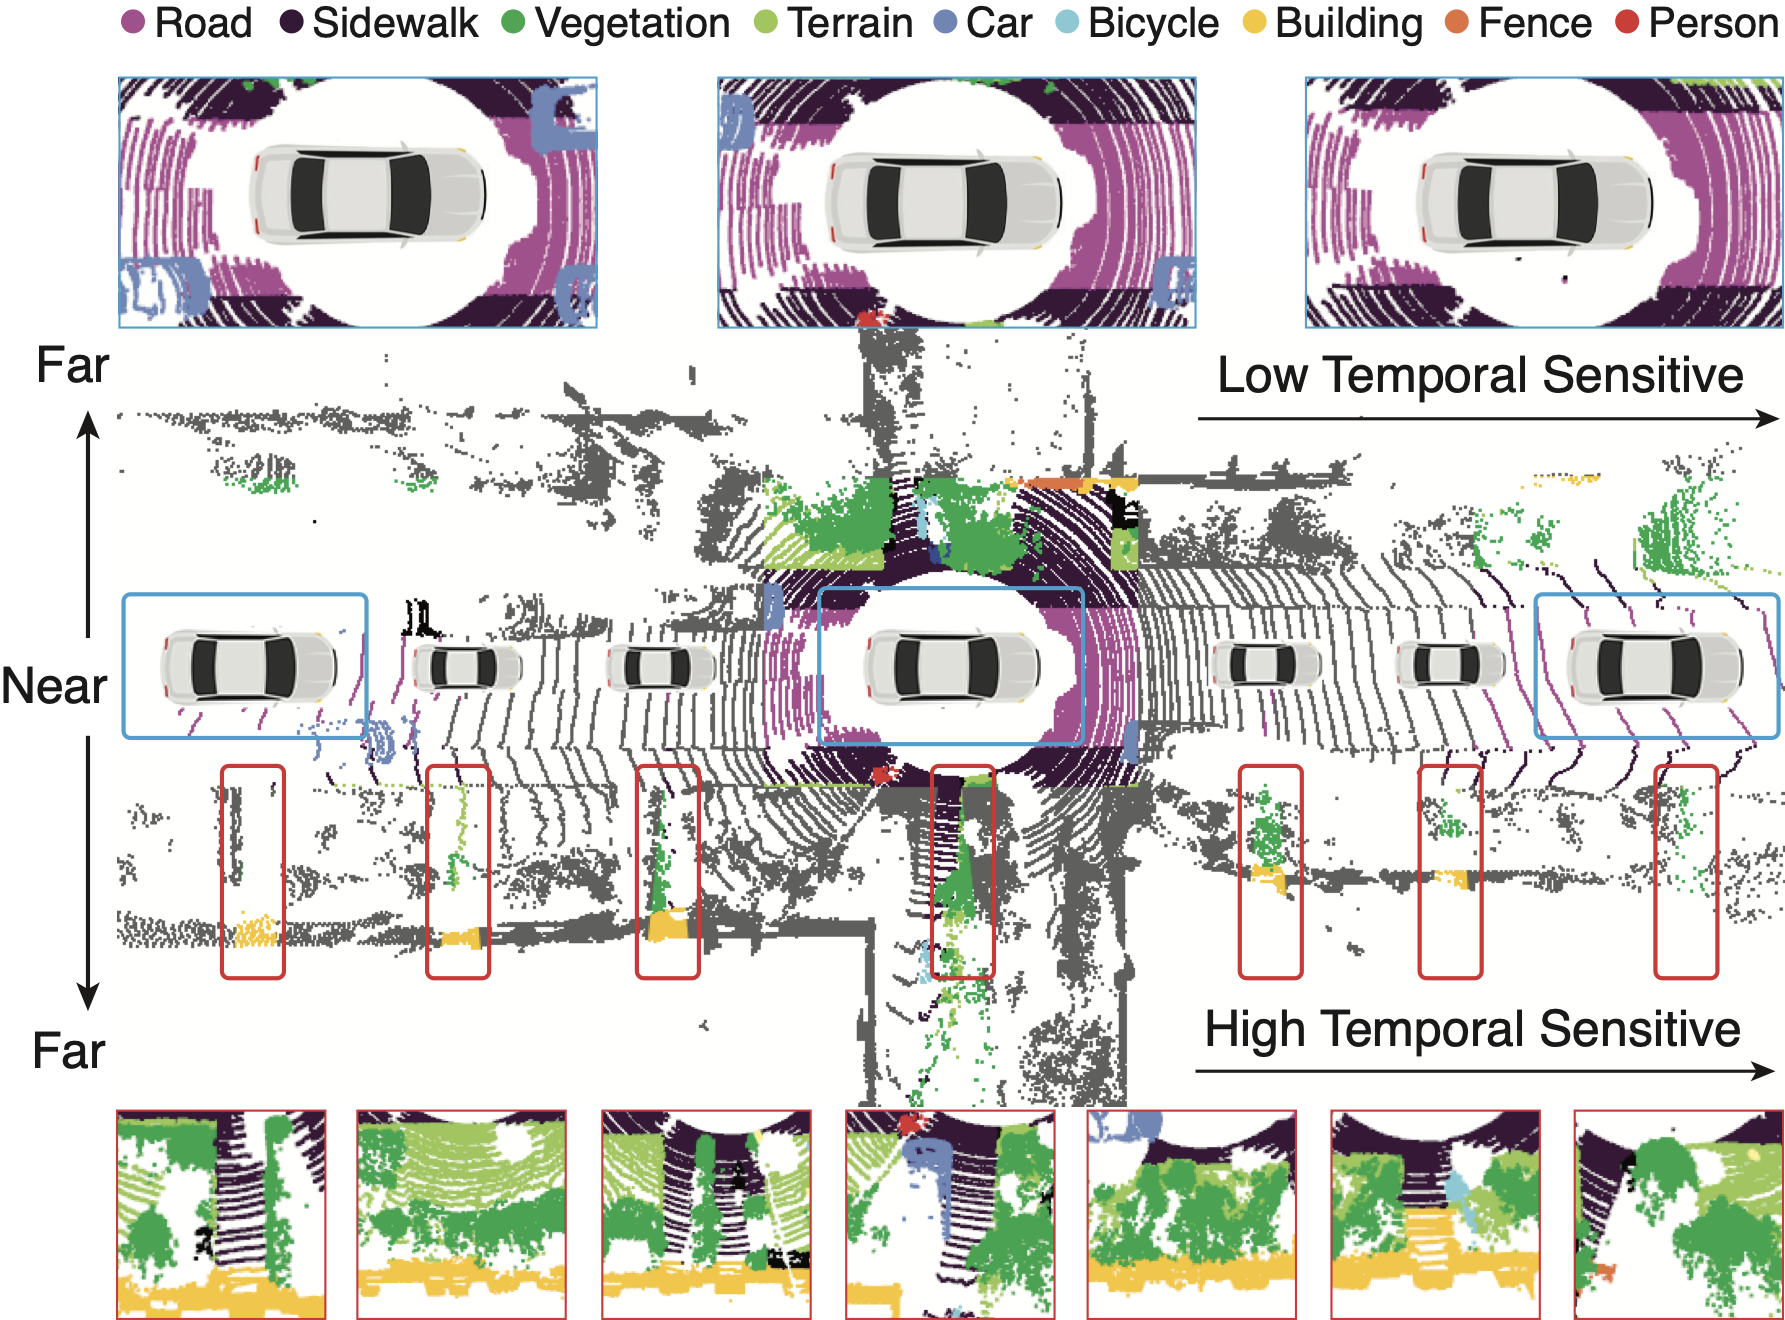 Road Sidewalk Vegetation Terrain Car Bicycle Building Fence Person
Far
Low Temporal Sensitive
Near
High Temporal Sensitive
Far